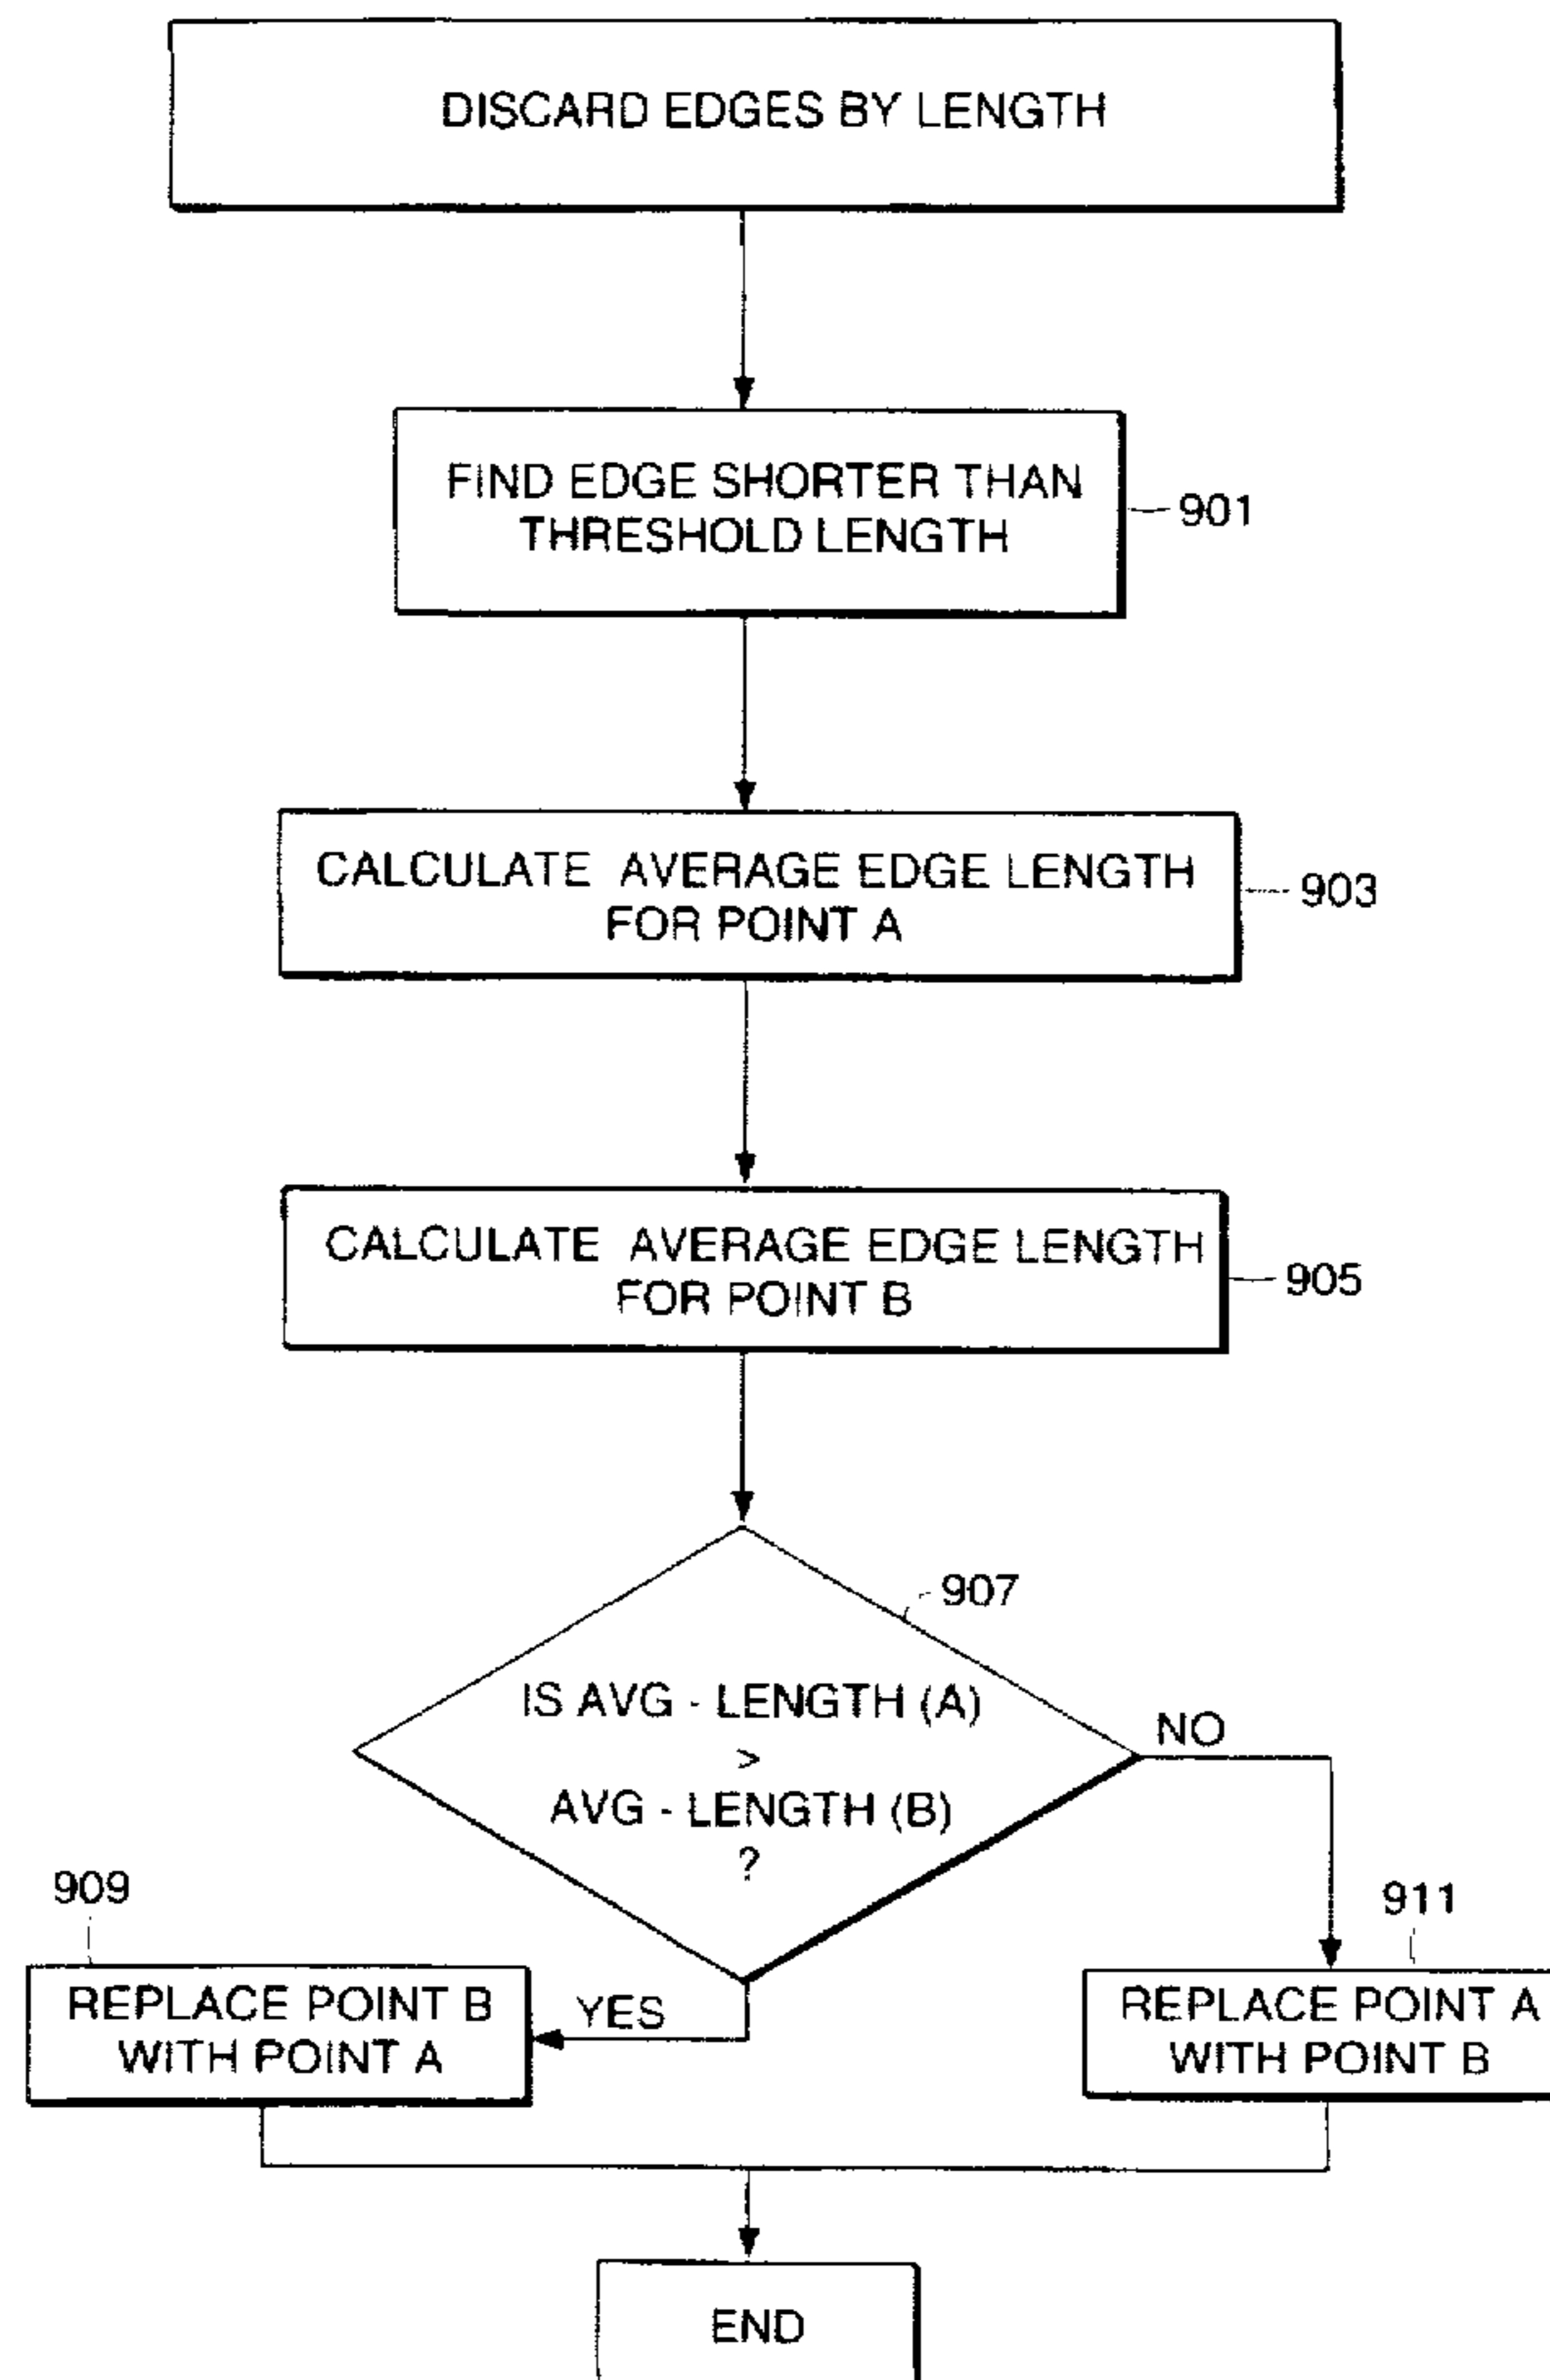 DISCARD EDGES BY LENGTH
FIND EDGE SHORTER THAN
THRESHOLD LENGTH
901
CALCULATE AVERAGE EDGE LENGTH
FOR POINT A
903
CALCULATE AVERAGE EDGE LENGTH
FOR POINT B
905
907
IS AVG - LENGTH (A)
>
AVG - LENGTH (B)
?
NO
909
911
REPLACE POINT B
WITH POINT A
YES
REPLACE POINT A
WITH POINT B
END